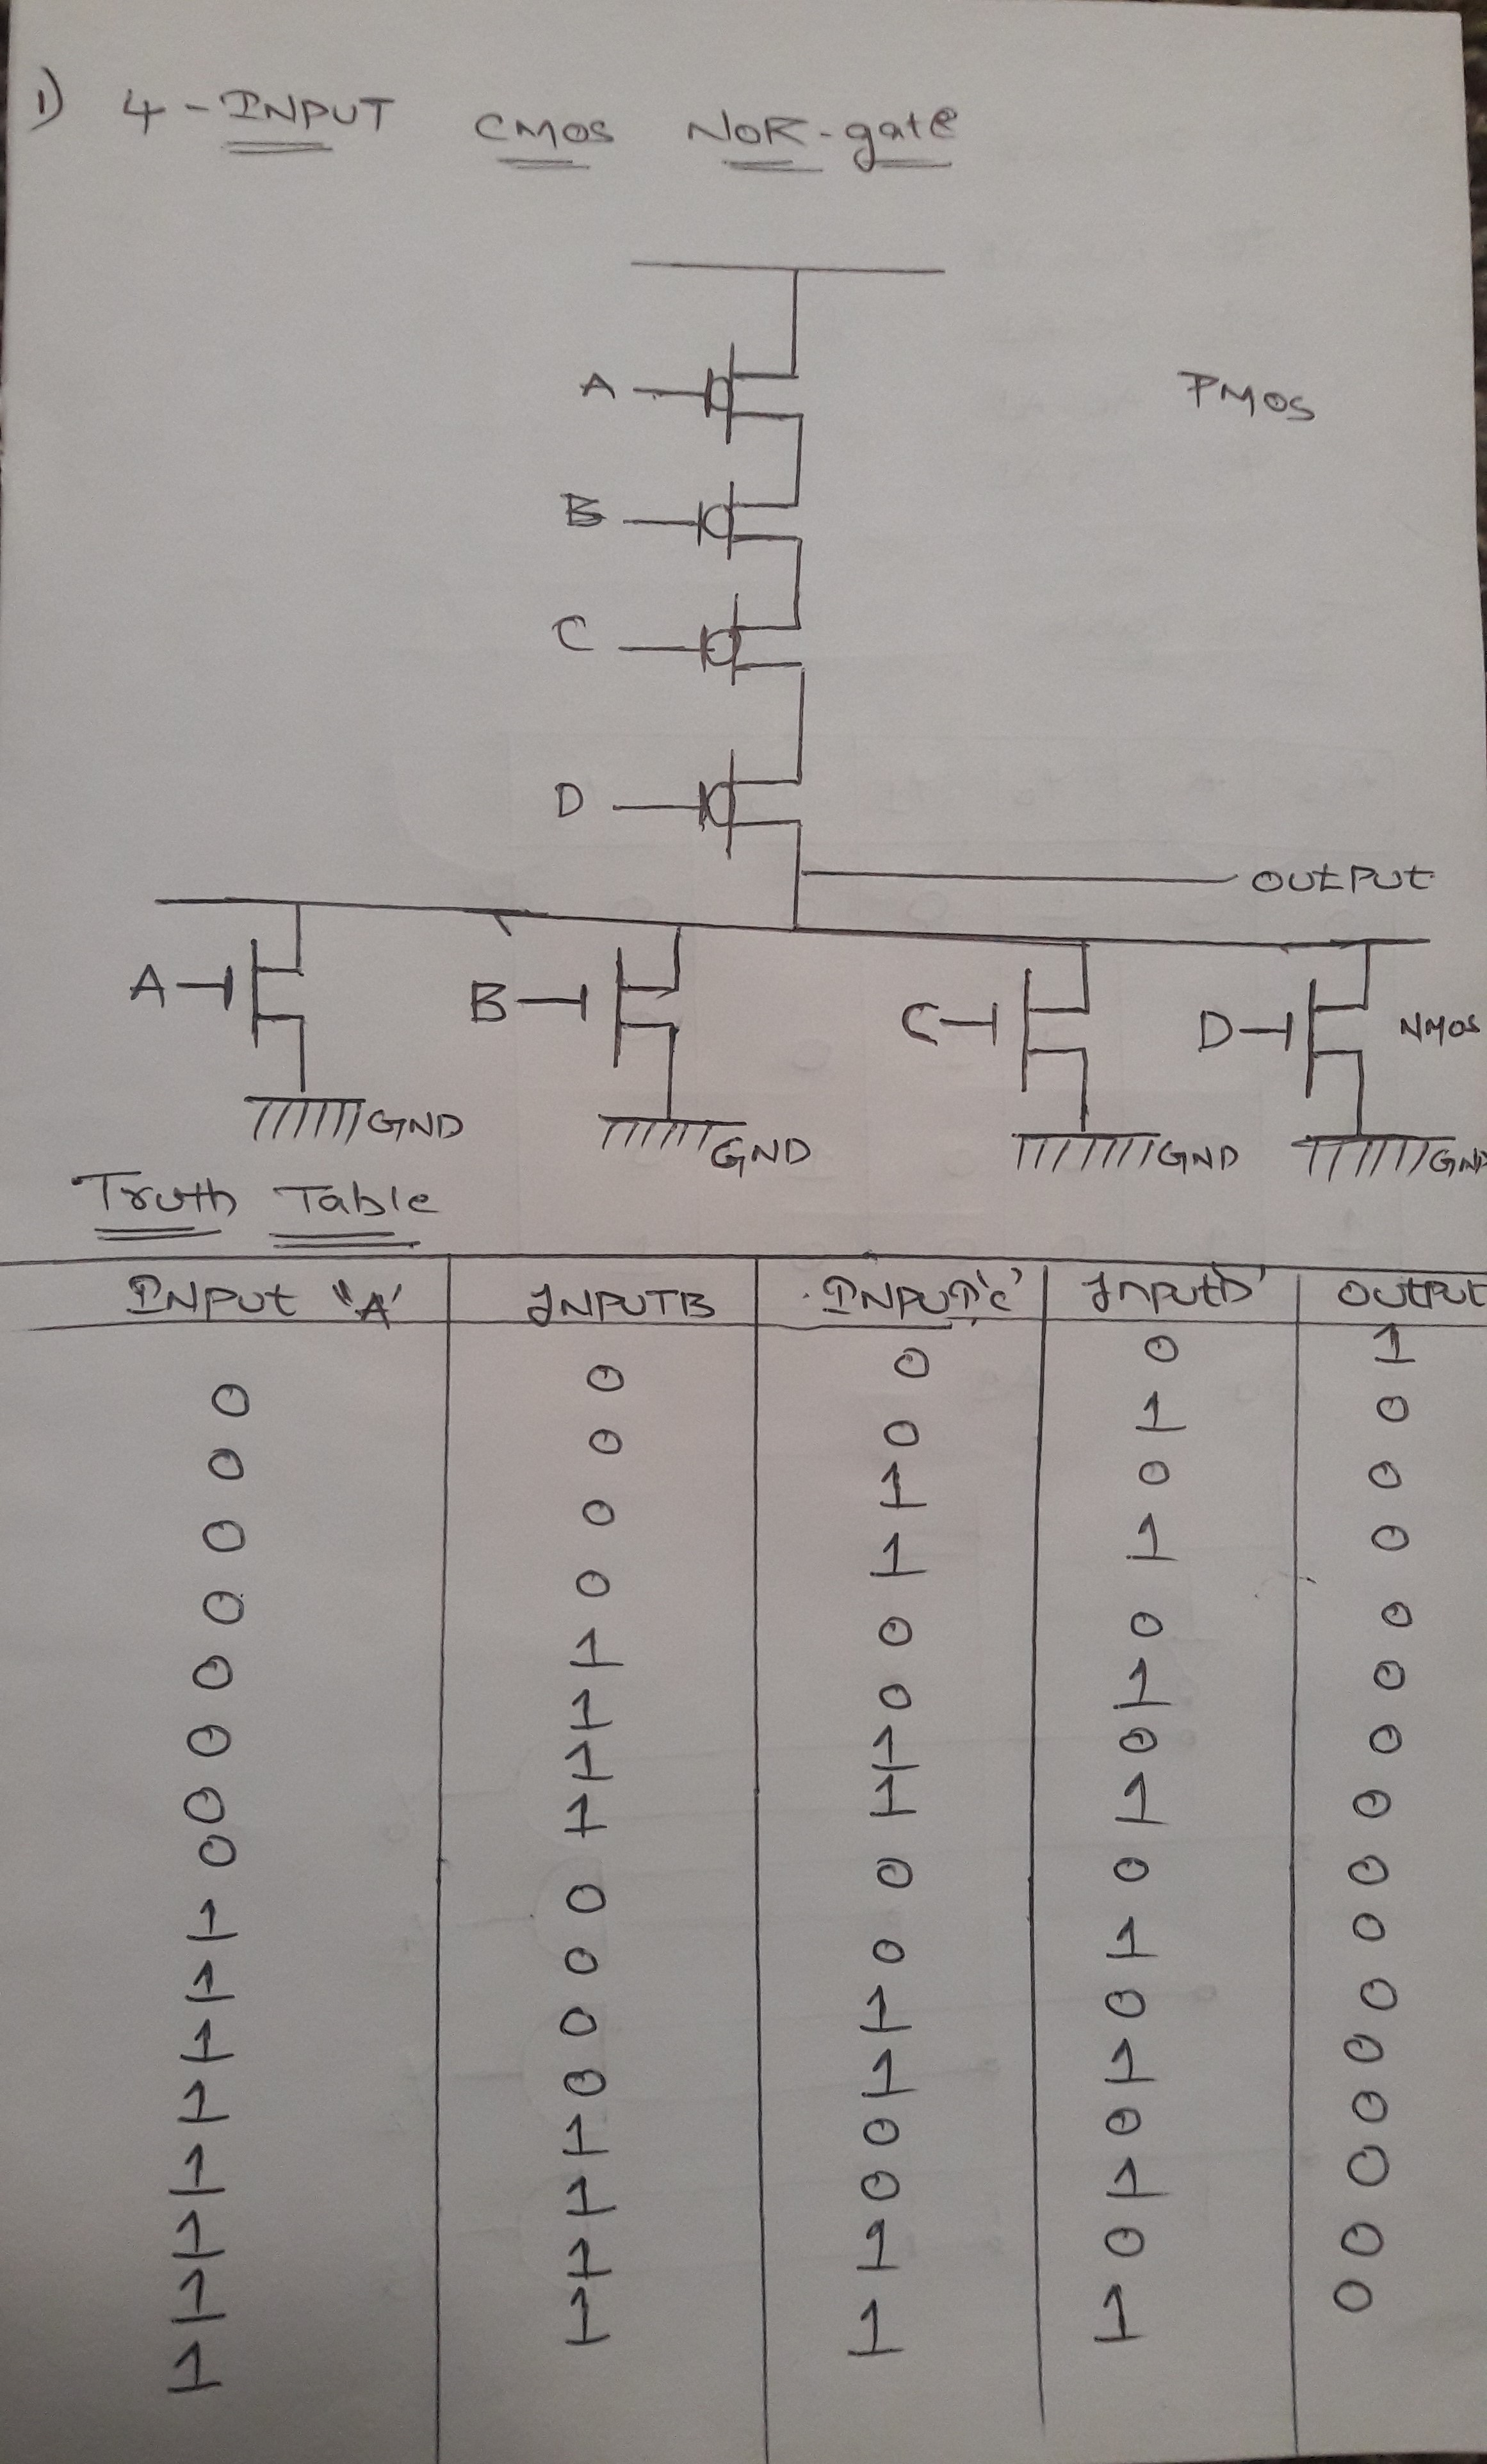 1) 4-INPUT CMOS NOR-gate
A
PMOS
B
C
D
OUTPUT
A B C D NMOS
GND GND GND GND
Truth Table
INPUT "A' INPUTB INPUT'C' InputD' OUTPUT
0 0 0 0 1
0 0 0 1 0
0 0 1 0 0
0 0 1 1 0
0 1 0 0 0
0 1 0 1 0
0 1 1 0 0
0 1 1 1 0
1 0 0 0 0
1 0 0 1 0
1 0 1 0 0
1 0 1 1 0
1 1 0 0 0
1 1 0 1 0
1 1 1 0 0
1 1 1 1 0